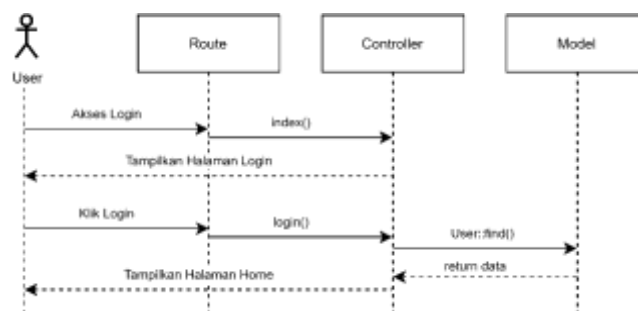 Route
Controller
Model
User
Akses Login
index()
Tampilkan Halaman Login
Klik Login
login()
User::find()
return data
Tampilkan Halaman Home